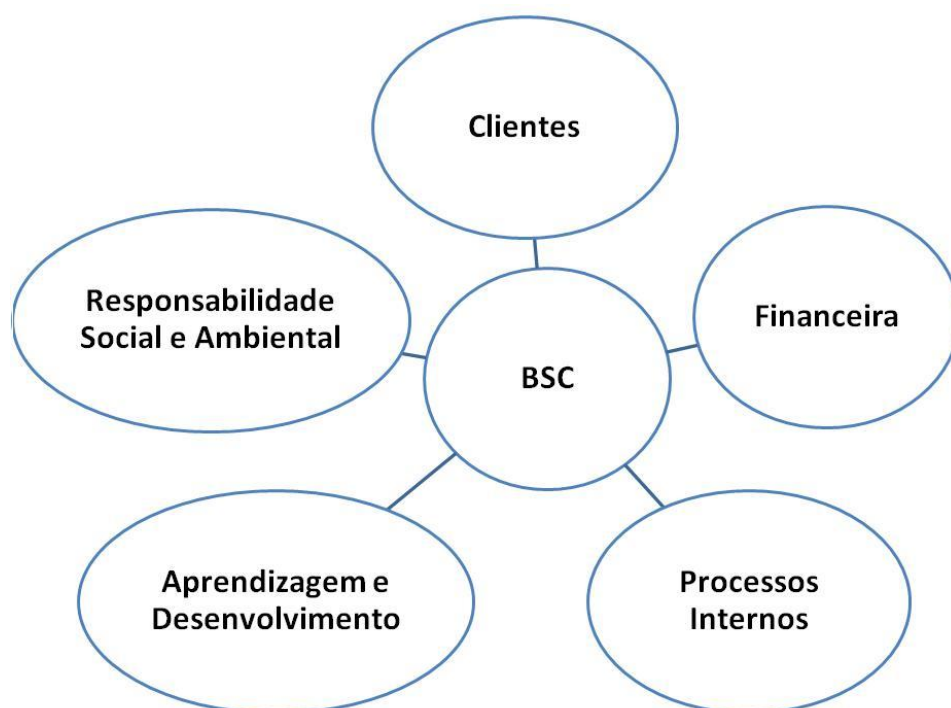 Clientes
Responsabilidade
Social e Ambiental
Financeira
BSC
Aprendizagem e
Desenvolvimento
Processos
Internos